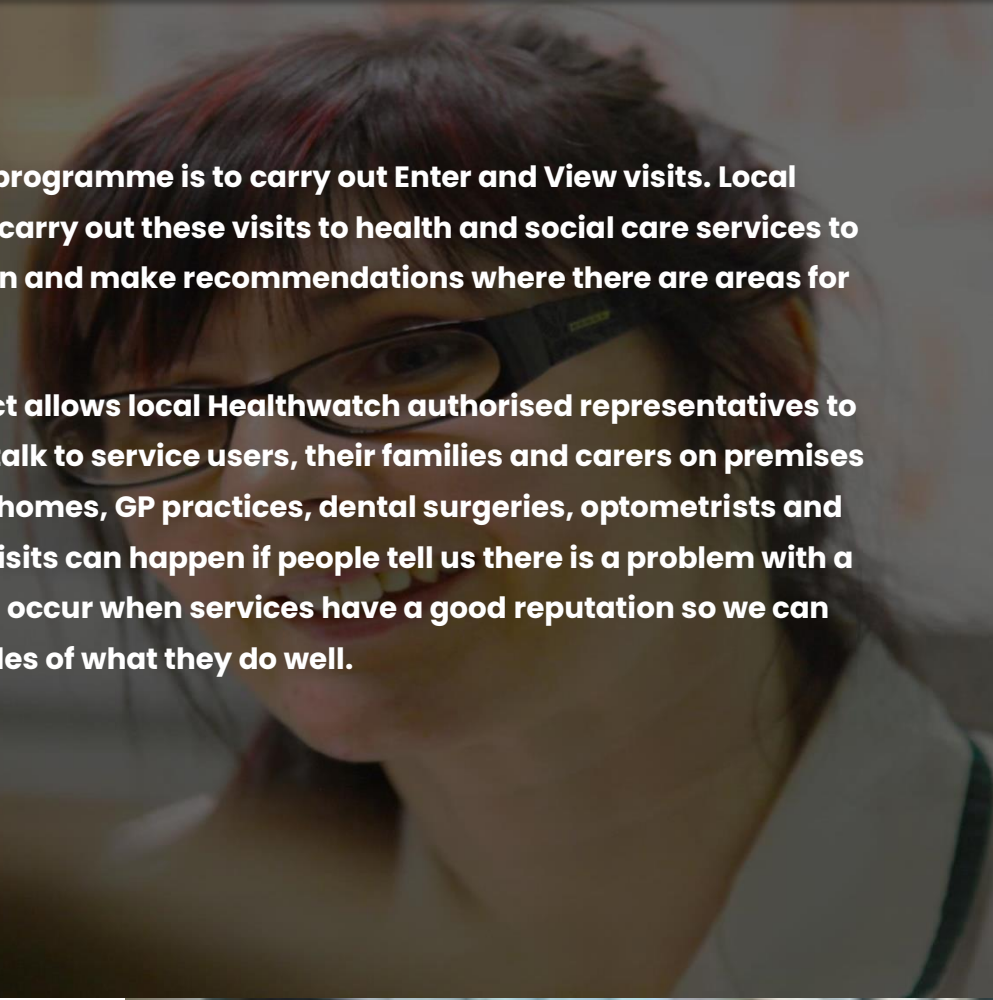 programme is to carry out Enter and View visits. Local
carry out these visits to health and social care services to
n and make recommendations where there are areas for
ct allows local Healthwatch authorised representatives to
talk to service users, their families and carers on premises
homes, GP practices, dental surgeries, optometrists and
isits can happen if people tell us there is a problem with a
occur when services have a good reputation so we can
les of what they do well.